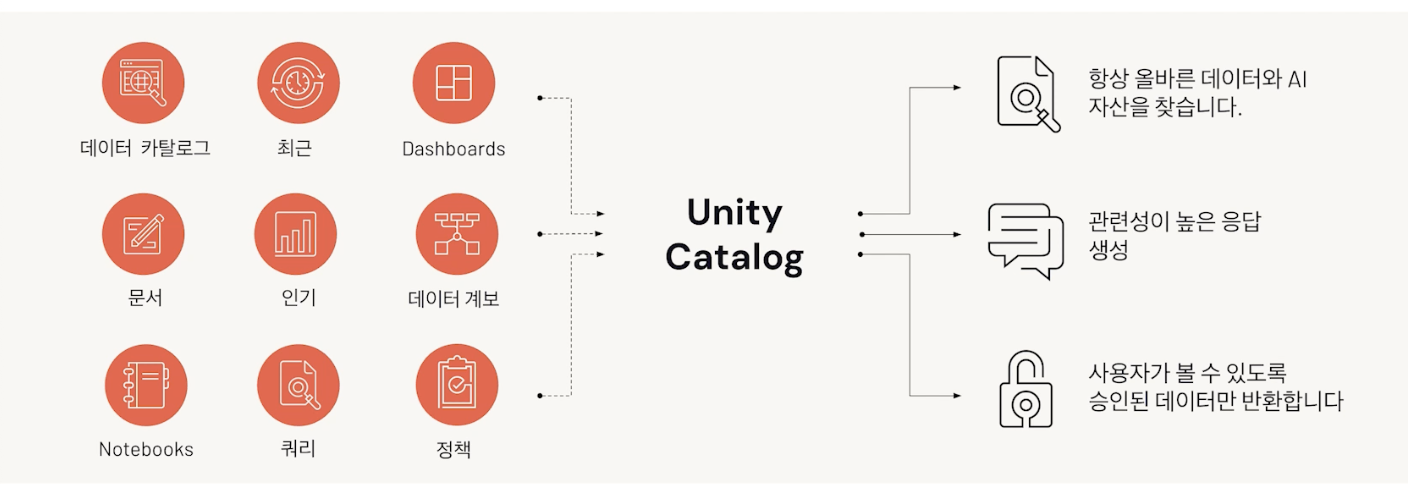 데이터 카탈로그
최근
Dashboards
문서
인기
데이터 계보
Notebooks
쿼리
정책
Unity
Catalog
항상 올바른 데이터와 AI
자산을 찾습니다.
관련성이 높은 응답
생성
사용자가 볼 수 있도록
승인된 데이터만 반환합니다